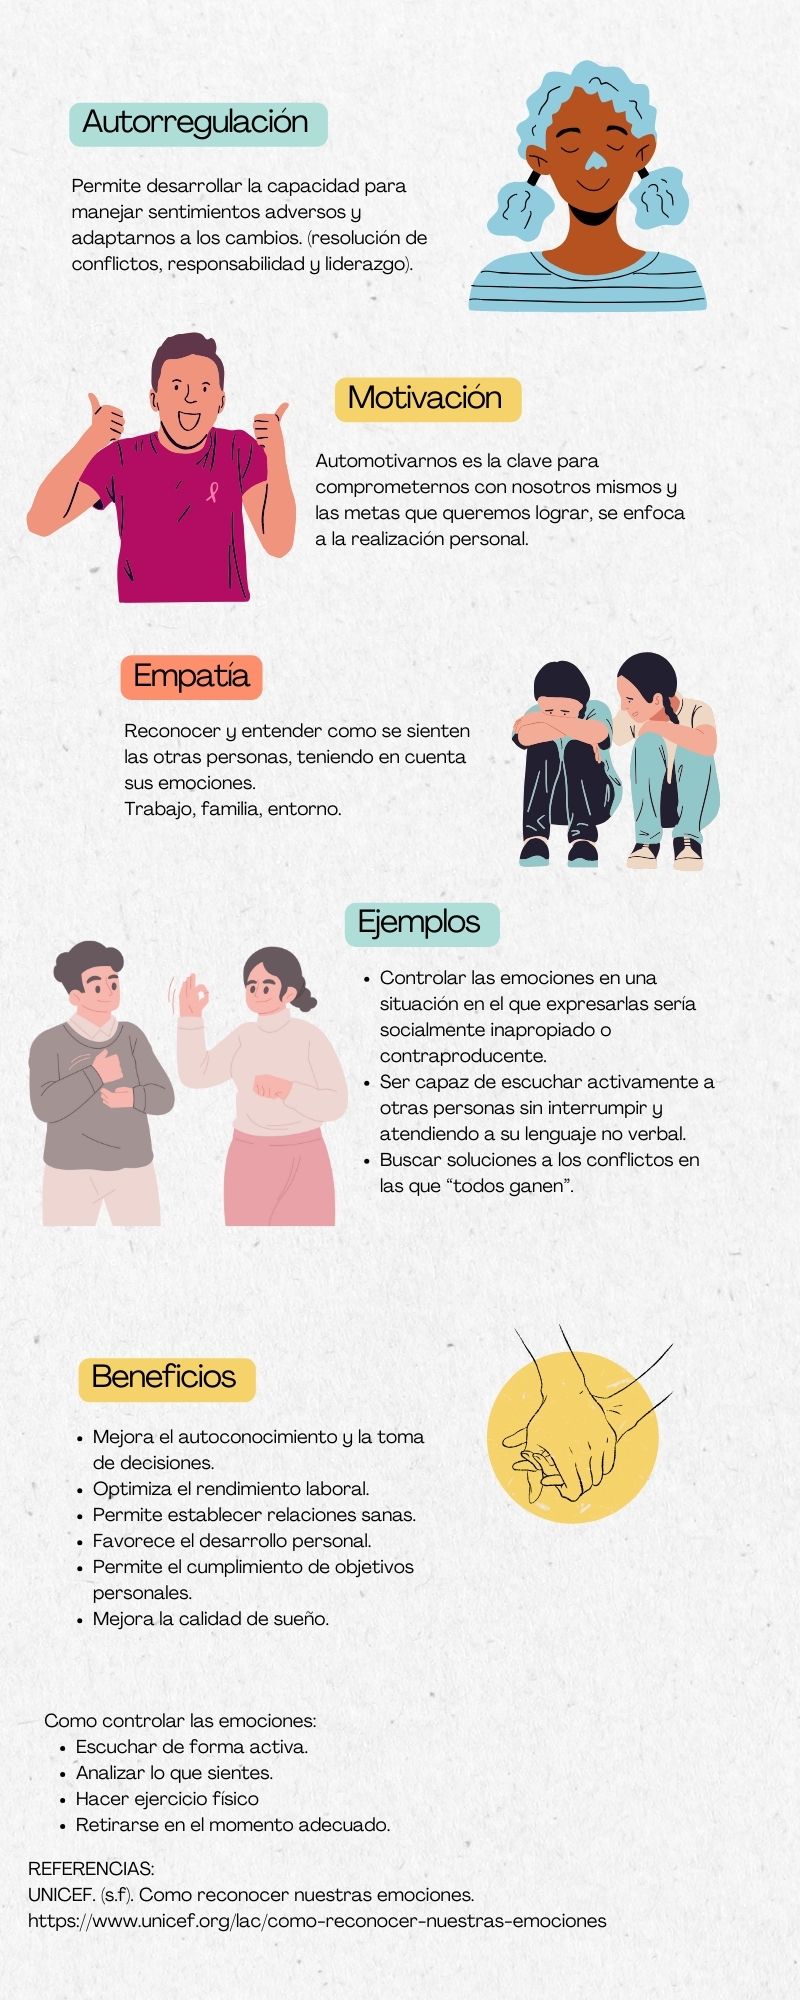 Autorregulación
Permite desarrollar la capacidad para
manejar sentimientos adversos y
adaptarnos a los cambios. (resolución de
conflictos, responsabilidad y liderazgo).
Motivación
Automotivarnos es la clave para
comprometernos con nosotros mismos y
las metas que queremos lograr, se enfoca
a la realización personal.
Empatía
Reconocer y entender como se sienten
las otras personas, teniendo en cuenta
sus emociones.
Trabajo, familia, entorno.
Ejemplos
• Controlar las emociones en una
situación en el que expresarlas sería
socialmente inapropiado o
contraproducente.
• Ser capaz de escuchar activamente a
otras personas sin interrumpir y
atendiendo a su lenguaje no verbal.
• Buscar soluciones a los conflictos en
las que “todos ganen”.
Beneficios
• Mejora el autoconocimiento y la toma
de decisiones.
• Optimiza el rendimiento laboral.
• Permite establecer relaciones sanas.
• Favorece el desarrollo personal.
• Permite el cumplimiento de objetivos
personales.
• Mejora la calidad de sueño.
Como controlar las emociones:
• Escuchar de forma activa.
• Analizar lo que sientes.
• Hacer ejercicio físico
• Retirarse en el momento adecuado.
REFERENCIAS:
UNICEF. (s.f). Como reconocer nuestras emociones.
https://www.unicef.org/lac/como-reconocer-nuestras-emociones